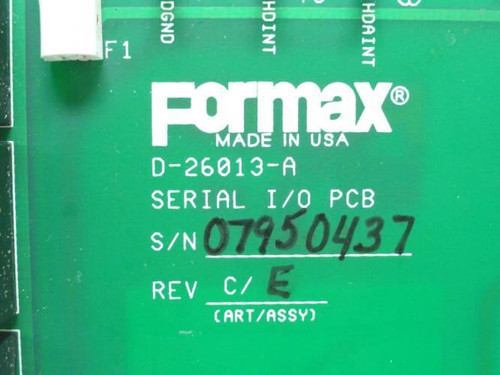 DGND
HDINT
HDAINT
F1
Formax®
MADE IN USA
D-26013-A
SERIAL I/O PCB
S/N 07950437
REV C/ E
(ART/ASSY)